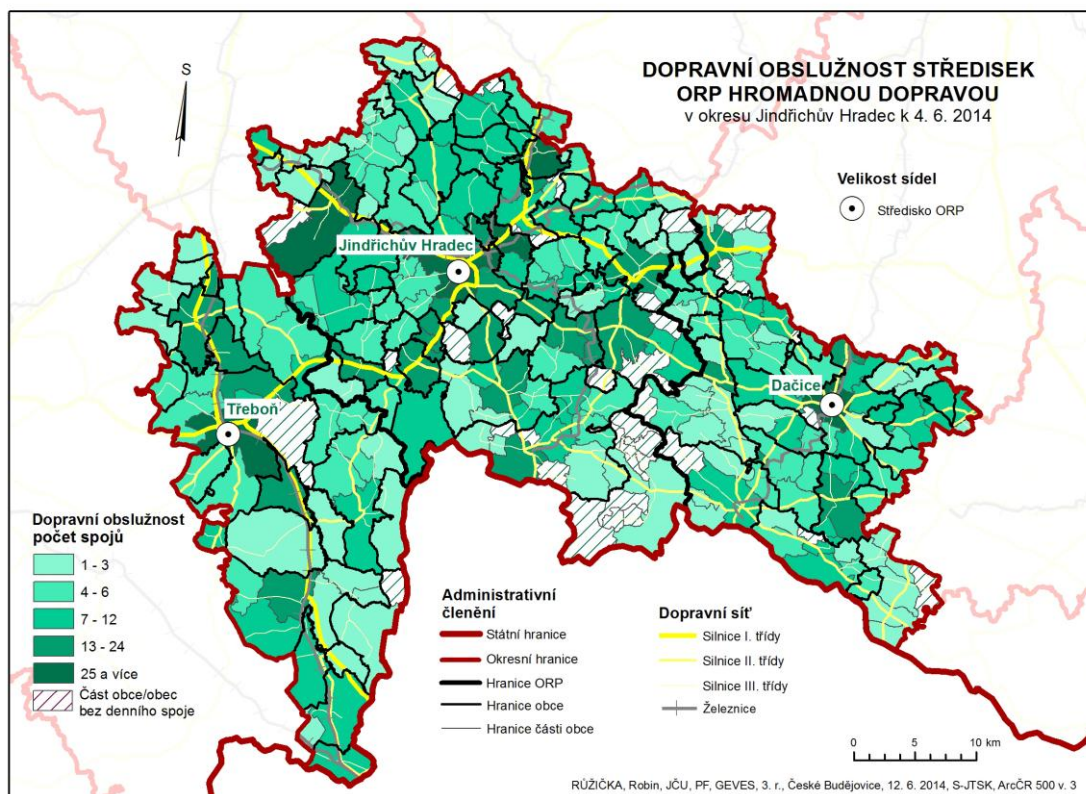 S
DOPRAVNÍ OBSLUŽNOST STŘEDISEK
ORP HROMADNOU DOPRAVOU
v okresu Jindřichův Hradec k 4. 6. 2014
Velikost sídel
Středisko ORP
Jindřichův Hradec
Dačice
Třeboň
Dopravní obslužnost
počet spojů
1 - 3
4 - 6
7 - 12
13 - 24
25 a více
Část obce/obec
bez denního spoje
Administrativní
členění
Státní hranice
Okresní hranice
Hranice ORP
Hranice obce
Hranice části obce
Dopravní síť
Silnice I. třídy
Silnice II. třídy
Silnice III. třídy
Železnice
0 5 10 km
RŮŽIČKA, Robin, JČU, PF, GEVES, 3. r., České Budějovice, 12. 6. 2014, S-JTSK, ArcČR 500 v. 3